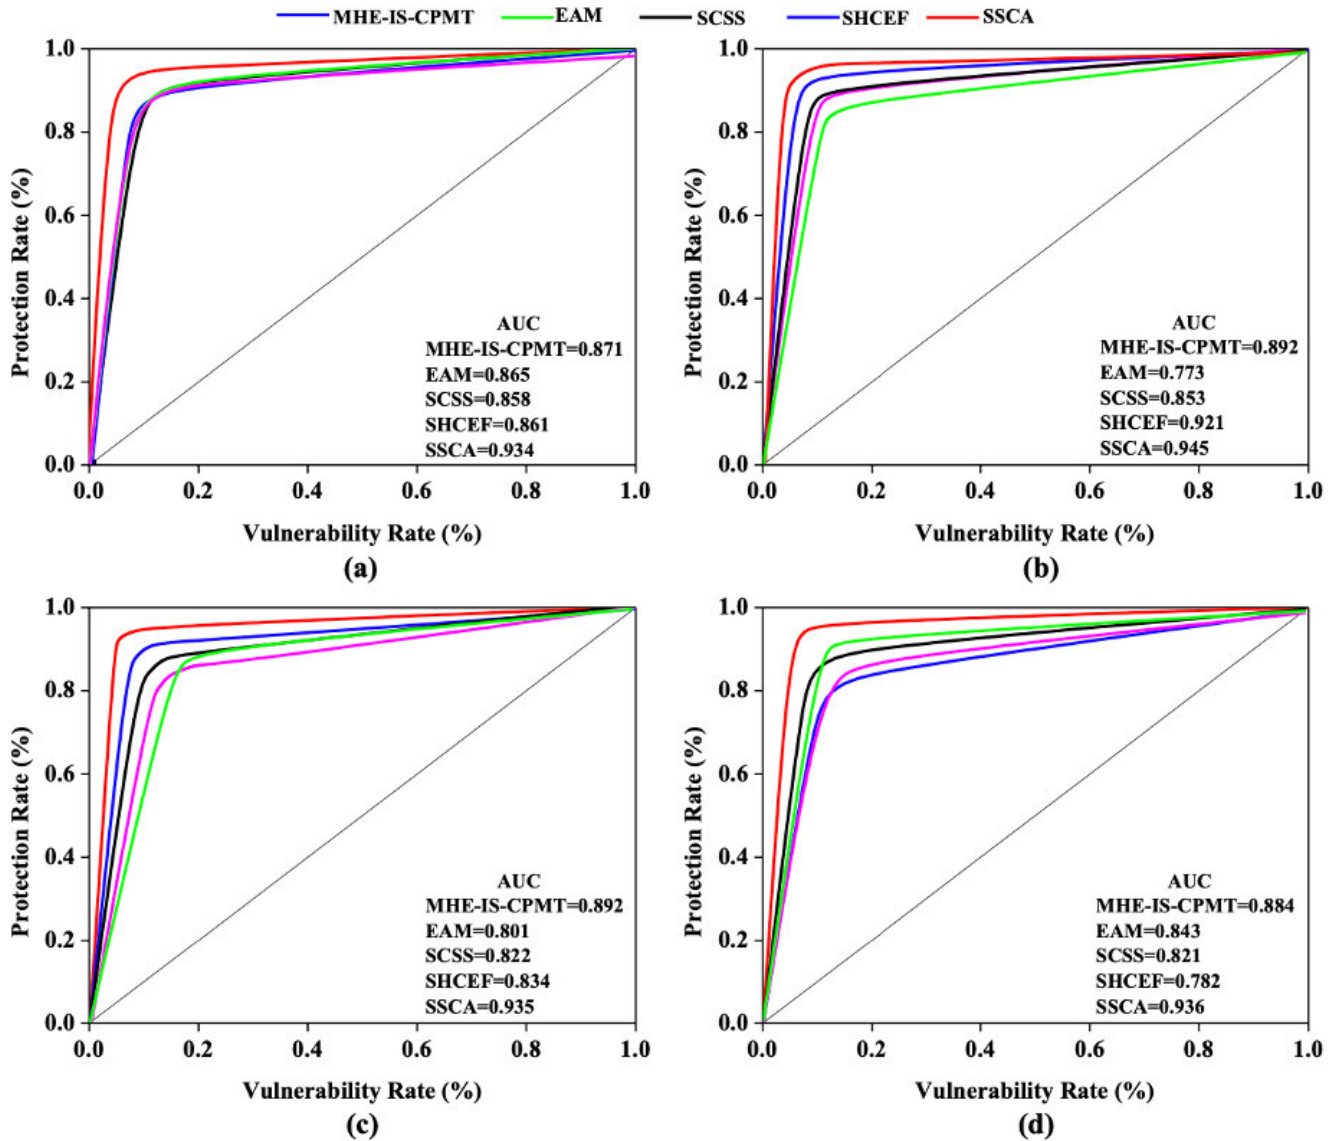 MHE-IS-CPMT EAM SCSS SHCEF SSCA
1.0
0.8
0.6
0.4
0.2
0.0
Protection Rate (%)
AUC
MHE-IS-CPMT=0.871
EAM=0.865
SCSS=0.858
SHCEF=0.861
SSCA=0.934
0.0 0.2 0.4 0.6 0.8 1.0
Vulnerability Rate (%)
(a)
1.0
0.8
0.6
0.4
0.2
0.0
Protection Rate (%)
AUC
MHE-IS-CPMT=0.892
EAM=0.773
SCSS=0.853
SHCEF=0.921
SSCA=0.945
0.0 0.2 0.4 0.6 0.8 1.0
Vulnerability Rate (%)
(b)
1.0
0.8
0.6
0.4
0.2
0.0
Protection Rate (%)
AUC
MHE-IS-CPMT=0.892
EAM=0.801
SCSS=0.822
SHCEF=0.834
SSCA=0.935
0.0 0.2 0.4 0.6 0.8 1.0
Vulnerability Rate (%)
(c)
1.0
0.8
0.6
0.4
0.2
0.0
Protection Rate (%)
AUC
MHE-IS-CPMT=0.884
EAM=0.843
SCSS=0.821
SHCEF=0.782
SSCA=0.936
0.0 0.2 0.4 0.6 0.8 1.0
Vulnerability Rate (%)
(d)